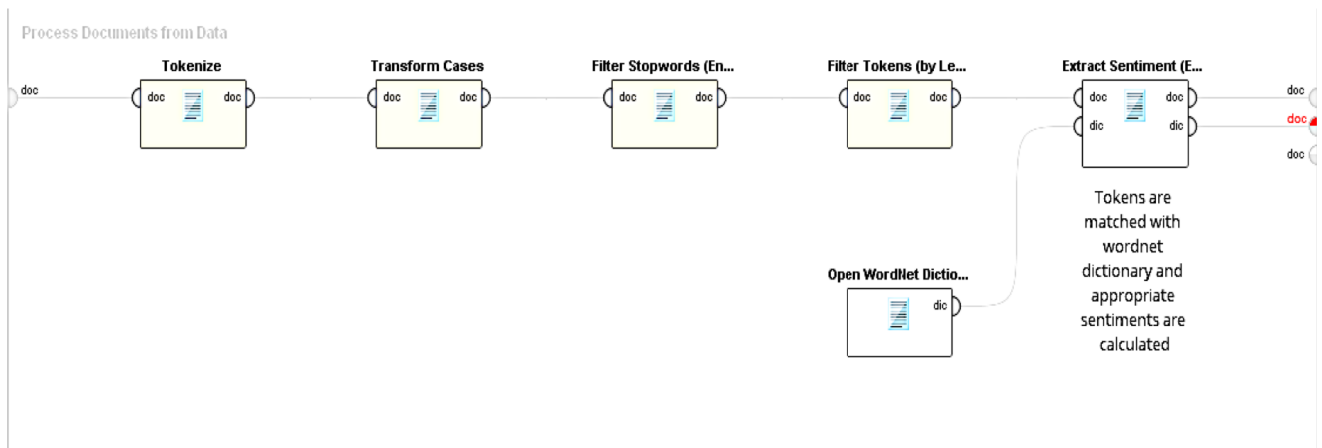 Process Documents from Data
Tokenize
Transform Cases
Filter Stopwords (En...
Filter Tokens (by Le...
Extract Sentiment (E...
doc
doc
doc
doc
doc
doc
doc
doc
doc
doc
doc
doc
dic
dic
doc
doc
Tokens are
matched with
wordnet
dictionary and
appropriate
sentiments are
calculated
Open WordNet Dictio...
dic